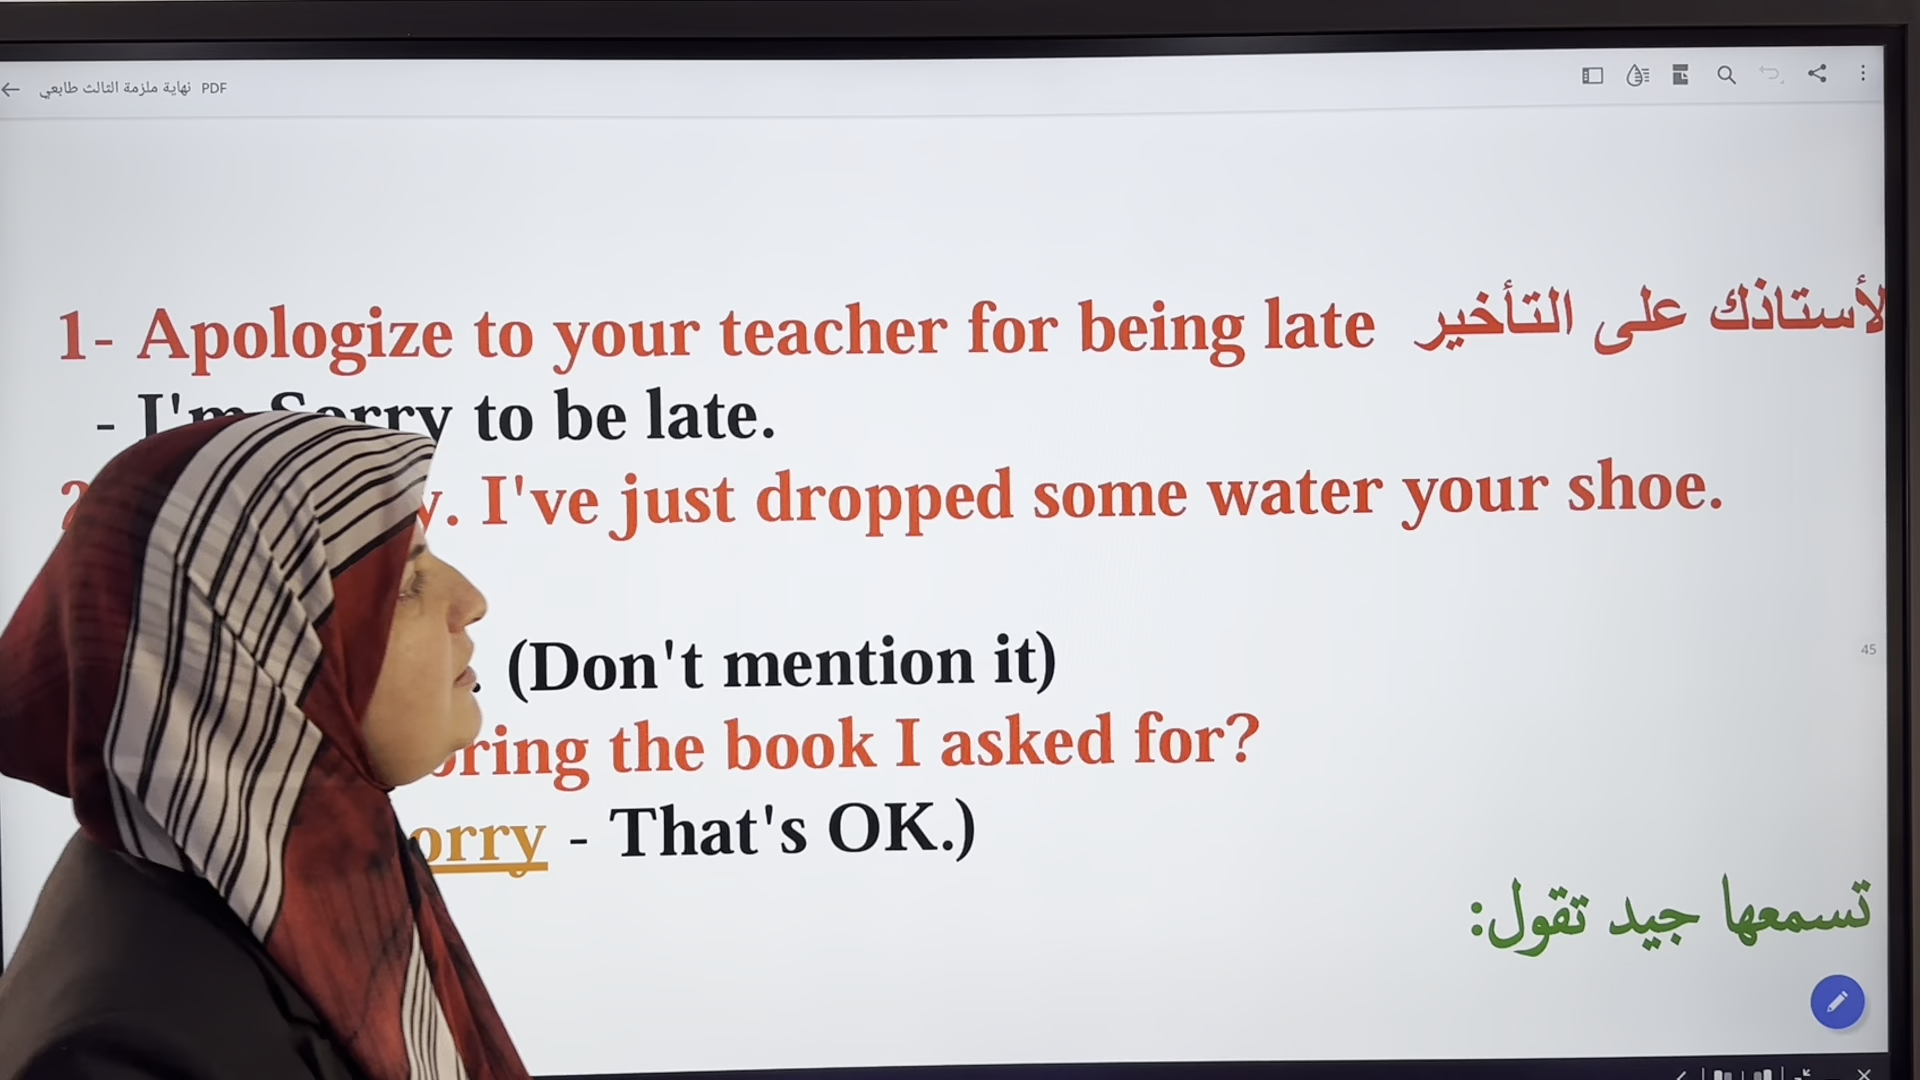 نهاية ملزمة الثالث طابعي PDF
1- Apologize to your teacher for being late لأستاذك على التأخير
- I'm Sorry to be late.
I've just dropped some water your shoe.
(Don't mention it)
the book I asked for?
- That's OK.)
تسمعها جيد تقول:
45